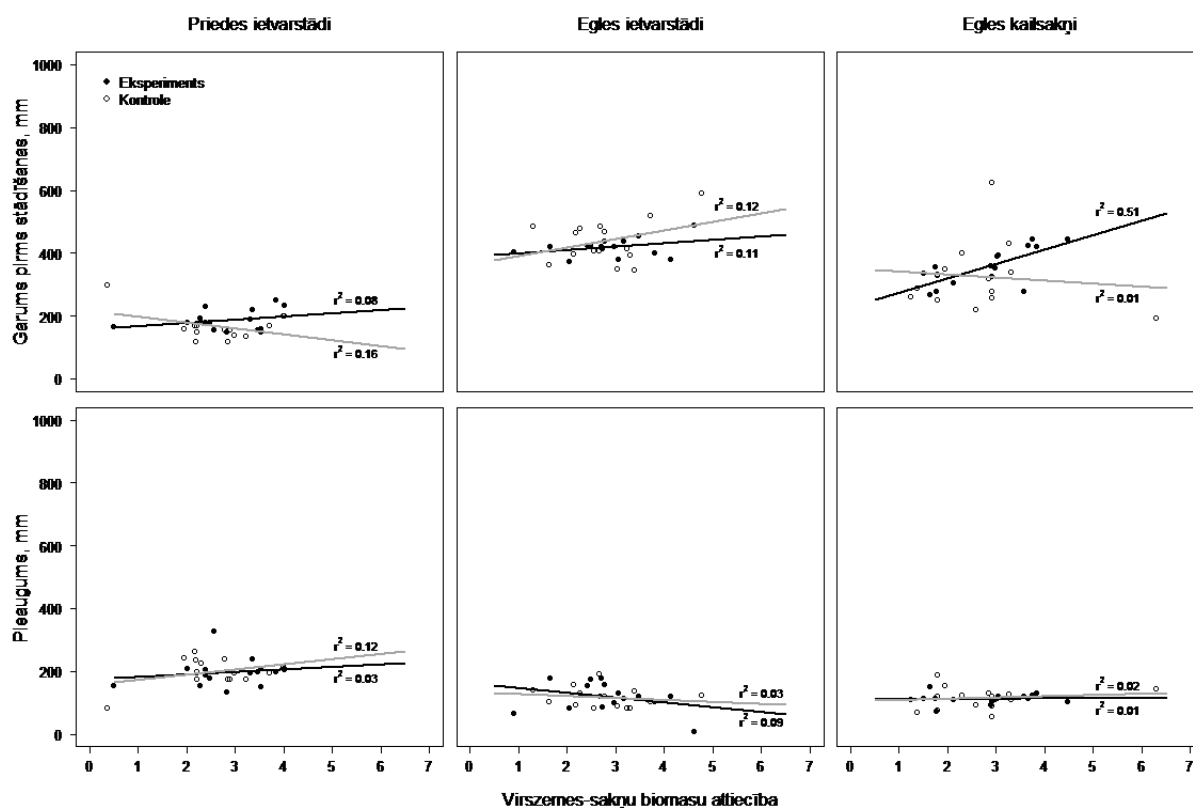 Priedes ietvarstādi Egles ietvarstādi Egles kailsakņi
Garums pirms stādīšanas, mm
1000
800
600
400
200
0
Eksperiments
Kontrole
r² = 0.08
r² = 0.16
r² = 0.12
r² = 0.11
r² = 0.51
r² = 0.01
Pieaugums, mm
1000
800
600
400
200
0
r² = 0.12
r² = 0.03
r² = 0.03
r² = 0.09
r² = 0.02
r² = 0.01
0 1 2 3 4 5 6 7 0 1 2 3 4 5 6 7 0 1 2 3 4 5 6 7
Virszemes-sakņu biomasu attiecība